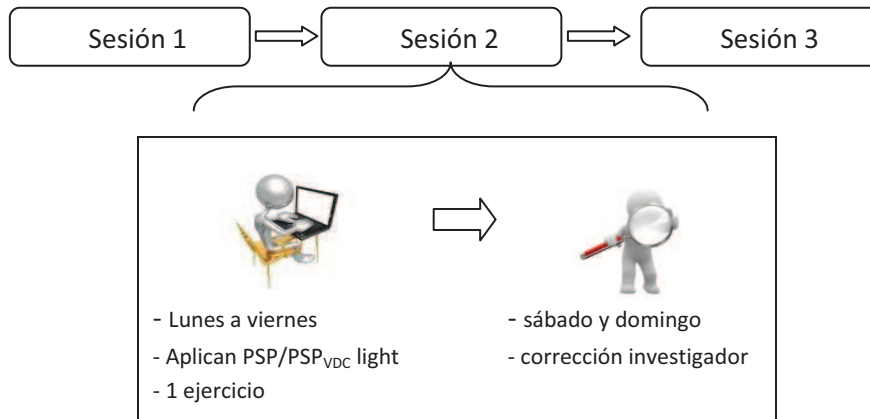 Sesión 1
Sesión 2
Sesión 3
- Lunes a viernes
- Aplican PSP/PSPVDC light
- 1 ejercicio
- sábado y domingo
- corrección investigador